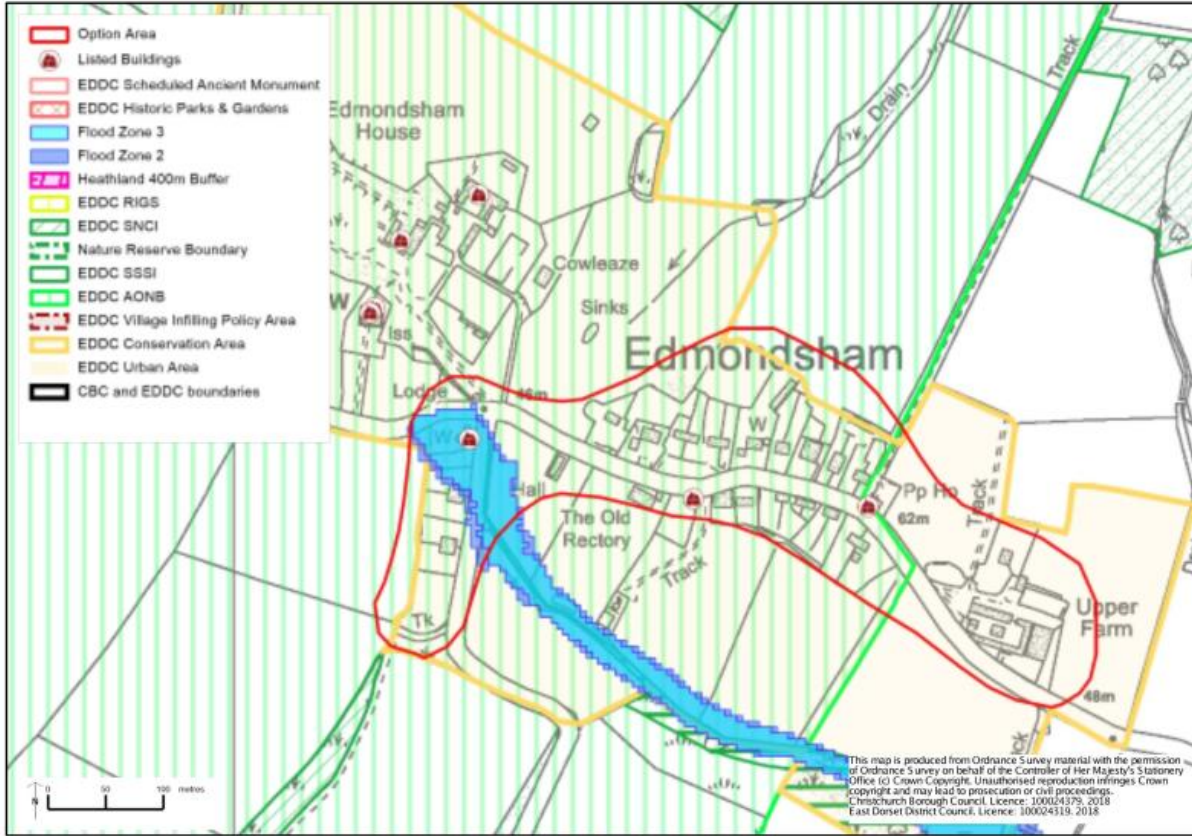 Option Area
Listed Buildings
EDDC Scheduled Ancient Monument
EDDC Historic Parks & Gardens
Flood Zone 3
Flood Zone 2
Heathland 400m Buffer
EDDC RIGS
EDDC SNCI
Nature Reserve Boundary
EDDC SSSI
EDDC AONB
EDDC Village Infilling Policy Area
EDDC Conservation Area
EDDC Urban Area
CBC and EDDC boundaries
Edmondsham
House
Track
Drain
Cowleaze
Sinks
W
Iss
Edmondsham
Lodge
46m
W
W
Hall
Pp Ho
62m
Track
The Old
Rectory
Track
Upper
Farm
Tk
48m
N
0 50 100 metres
This map is produced from Ordnance Survey material with the permission
of Ordnance Survey on behalf of the Controller of Her Majesty's Stationery
Office (c) Crown Copyright. Unauthorised reproduction infringes Crown
copyright and may lead to prosecution or civil proceedings.
Christchurch Borough Council. Licence: 100024379. 2018
East Dorset District Council. Licence: 100024319. 2018